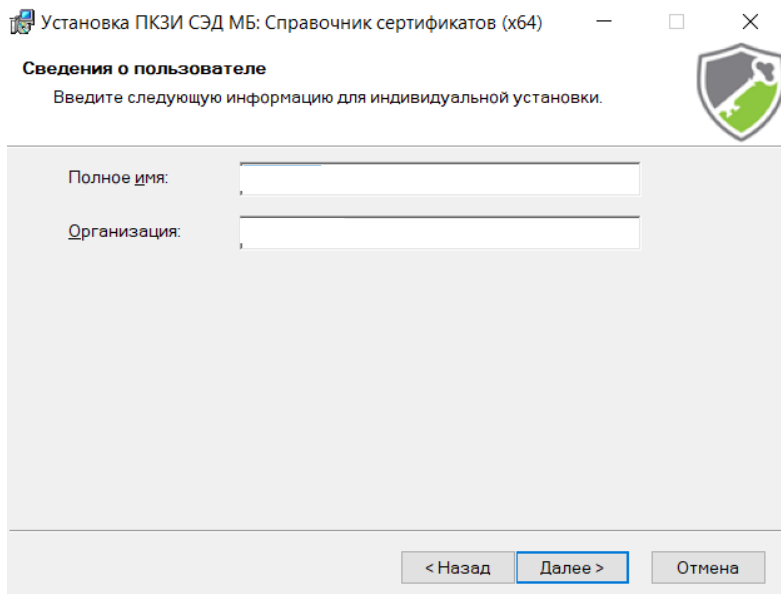 Установка ПКЗИ СЭД МБ: Справочник сертификатов (x64)
Сведения о пользователе
Введите следующую информацию для индивидуальной установки.
Полное имя:
Организация:
< Назад
Далее >
Отмена